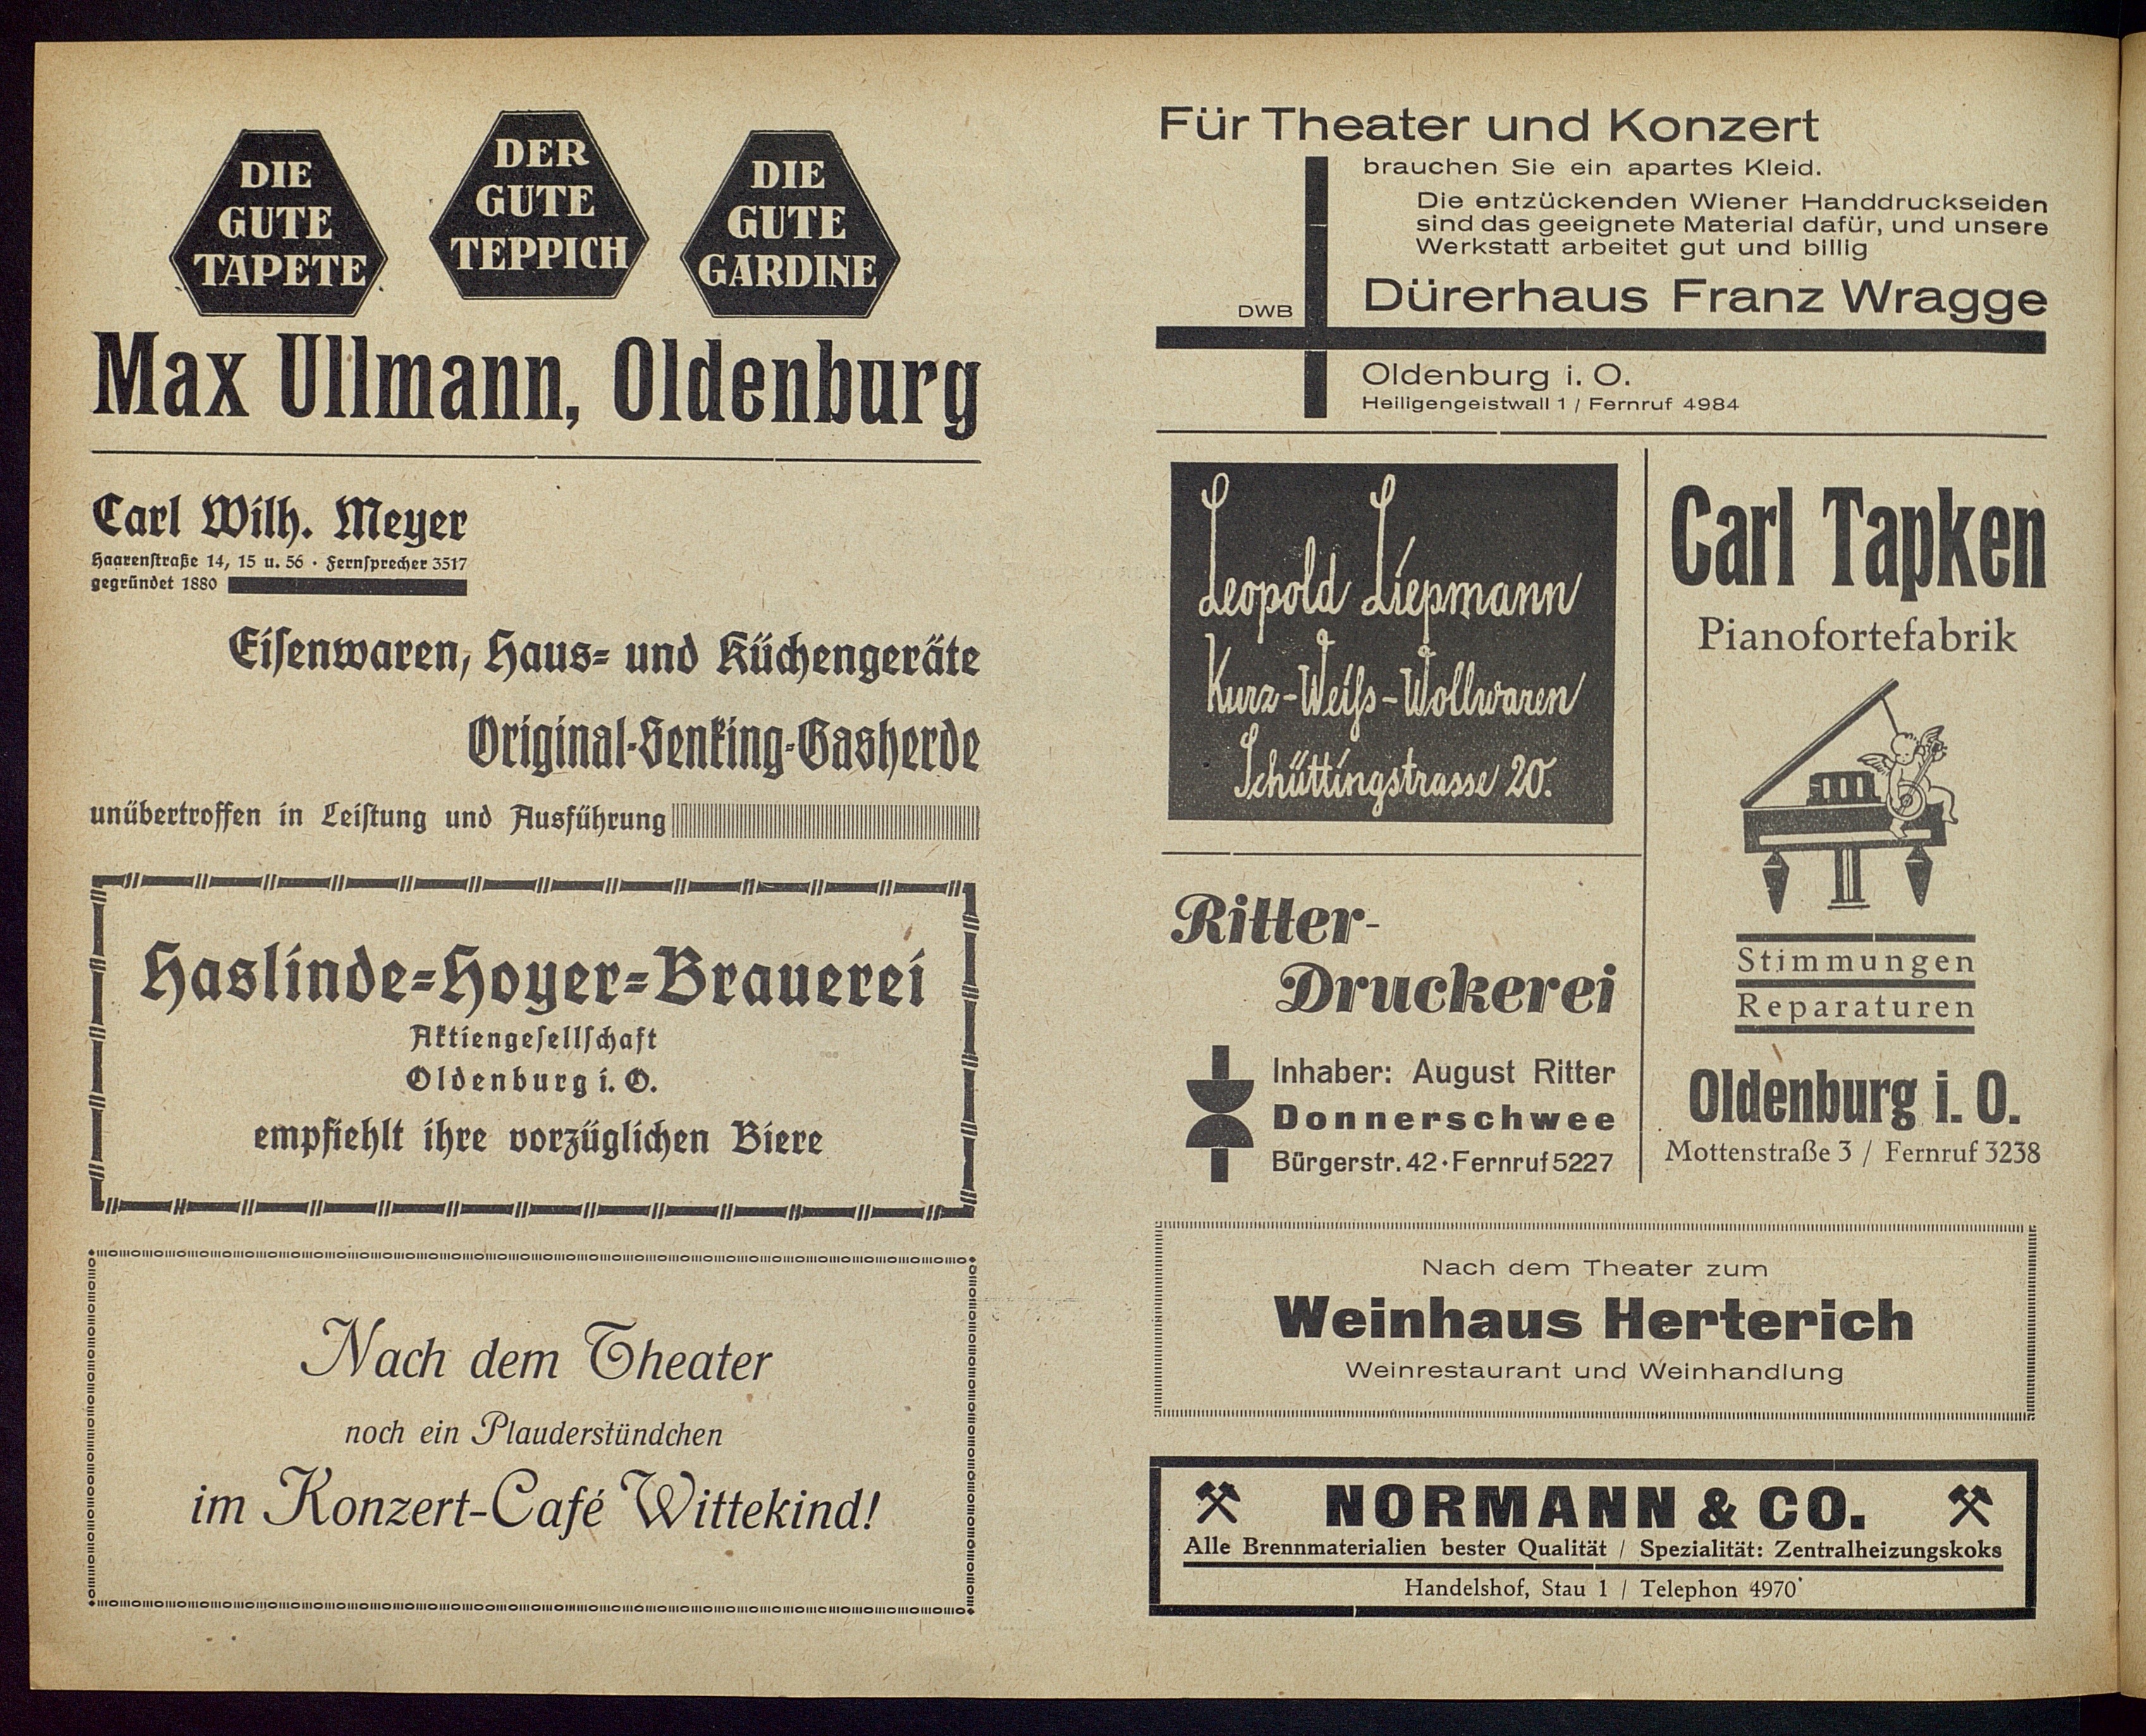 DIE
GUTE
TAPETE
DER
GUTE
TEPPICH
DIE
GUTE
GARDINE
Max Ullmann, Oldenburg
Carl Wilh. Meyer
Haarenſtraße 14, 15 u. 56 · Fernſprecher 3517
gegründet 1880
Eiſenwaren, Haus- und Küchengeräte
Original-Senking-Gasherde
unübertroffen in Leiſtung und Ausführung
Haslinde-Hoyer-Brauerei
Aktiengeſellſchaft
Oldenburg i. O.
empfiehlt ihre vorzüglichen Biere
Nach dem Theater
noch ein Plauderstündchen
im Konzert-Café Wittekind!
Für Theater und Konzert
brauchen Sie ein apartes Kleid.
Die entzückenden Wiener Handdruckseiden
sind das geeignete Material dafür, und unsere
Werkstatt arbeitet gut und billig
DWB
Dürerhaus Franz Wragge
Oldenburg i. O.
Heiligengeistwall 1 / Fernruf 4984
Leopold Liepmann
Kurz-Weiſs-Wollwaren
Schüttingstrasse 20.
Ritter-
Druckerei
Inhaber: August Ritter
Donnerschwee
Bürgerstr. 42 · Fernruf 5227
Carl Tapken
Pianofortefabrik
Stimmungen
Reparaturen
Oldenburg i. O.
Mottenstraße 3 / Fernruf 3238
Nach dem Theater zum
Weinhaus Herterich
Weinrestaurant und Weinhandlung
NORMANN & CO.
Alle Brennmaterialien bester Qualität / Spezialität: Zentralheizungskoks
Handelshof, Stau 1 / Telephon 4970